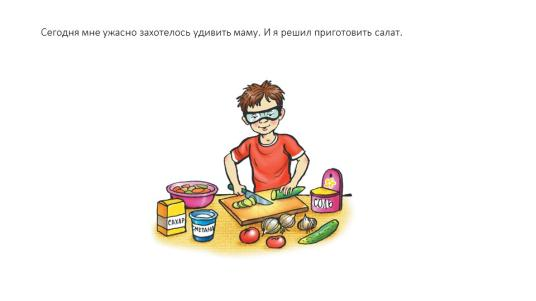 Сегодня мне ужасно захотелось удивить маму. И я решил приготовить салат.
САХАР
СМЕТАНА
СОЛЬ